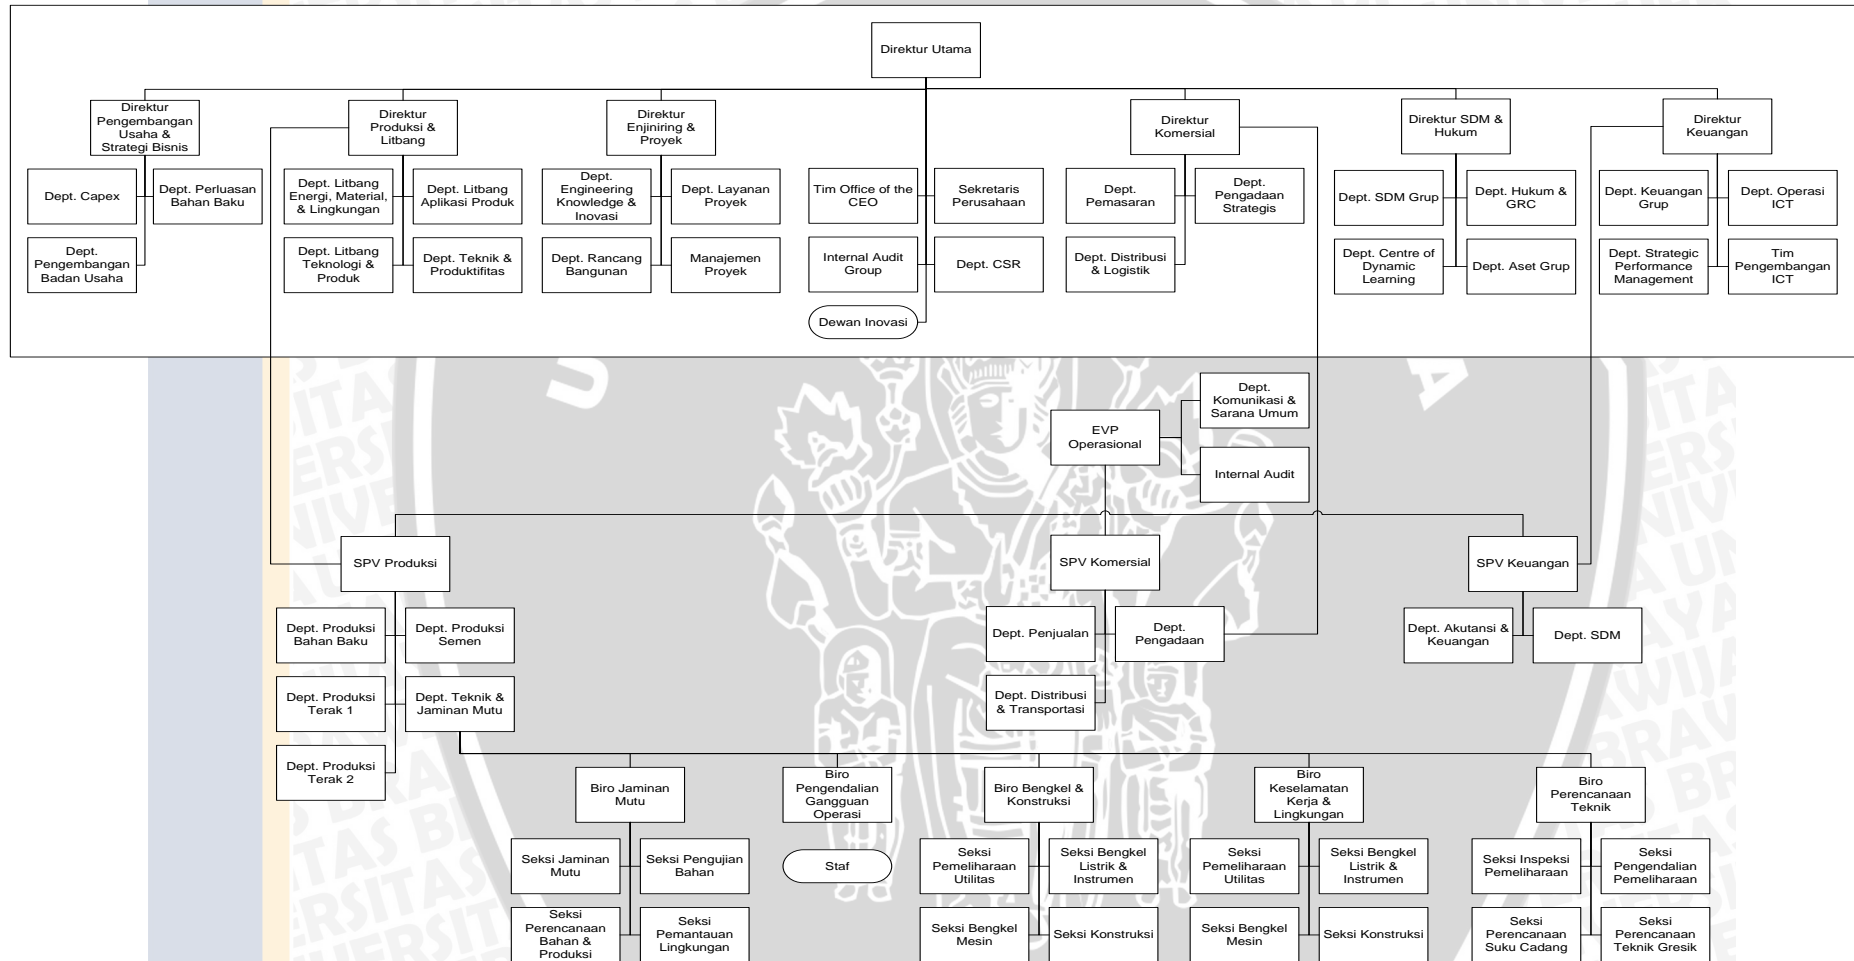 Direktur Utama
Direktur
Pengembangan
Usaha &
Strategi Bisnis
Direktur
Produksi &
Litbang
Direktur
Enjiniring &
Proyek
Direktur
Komersial
Direktur SDM &
Hukum
Direktur
Keuangan
Dept. Capex
Dept. Perluasan
Bahan Baku
Dept.
Pengembangan
Badan Usaha
Dept. Litbang
Energi, Material,
& Lingkungan
Dept. Litbang
Aplikasi Produk
Dept. Litbang
Teknologi &
Produk
Dept. Teknik &
Produktifitas
Dept.
Engineering
Knowledge &
Inovasi
Dept. Layanan
Proyek
Dept. Rancang
Bangunan
Manajemen
Proyek
Tim Office of the
CEO
Sekretaris
Perusahaan
Internal Audit
Group
Dept. CSR
Dewan Inovasi
Dept.
Pemasaran
Dept.
Pengadaan
Strategis
Dept. Distribusi
& Logistik
Dept. SDM Grup
Dept. Hukum &
GRC
Dept. Centre of
Dynamic
Learning
Dept. Aset Grup
Dept. Keuangan
Grup
Dept. Operasi
ICT
Dept. Strategic
Performance
Management
Tim
Pengembangan
ICT
EVP
Operasional
Dept.
Komunikasi &
Sarana Umum
Internal Audit
SPV Produksi
SPV Komersial
SPV Keuangan
Dept. Produksi
Bahan Baku
Dept. Produksi
Semen
Dept. Produksi
Terak 1
Dept. Teknik &
Jaminan Mutu
Dept. Produksi
Terak 2
Dept. Penjualan
Dept.
Pengadaan
Dept. Distribusi
& Transportasi
Dept. Akutansi &
Keuangan
Dept. SDM
Biro Jaminan
Mutu
Biro
Pengendalian
Gangguan
Operasi
Biro Bengkel &
Konstruksi
Biro
Keselamatan
Kerja &
Lingkungan
Biro
Perencanaan
Teknik
Seksi Jaminan
Mutu
Seksi Pengujian
Bahan
Seksi
Perencanaan
Bahan &
Produksi
Seksi
Pemantauan
Lingkungan
Staf
Seksi
Pemeliharaan
Utilitas
Seksi Bengkel
Listrik &
Instrumen
Seksi Bengkel
Mesin
Seksi Konstruksi
Seksi
Pemeliharaan
Utilitas
Seksi Bengkel
Listrik &
Instrumen
Seksi Bengkel
Mesin
Seksi Konstruksi
Seksi Inspeksi
Pemeliharaan
Seksi
Pengendalian
Pemeliharaan
Seksi
Perencanaan
Suku Cadang
Seksi
Perencanaan
Teknik Gresik